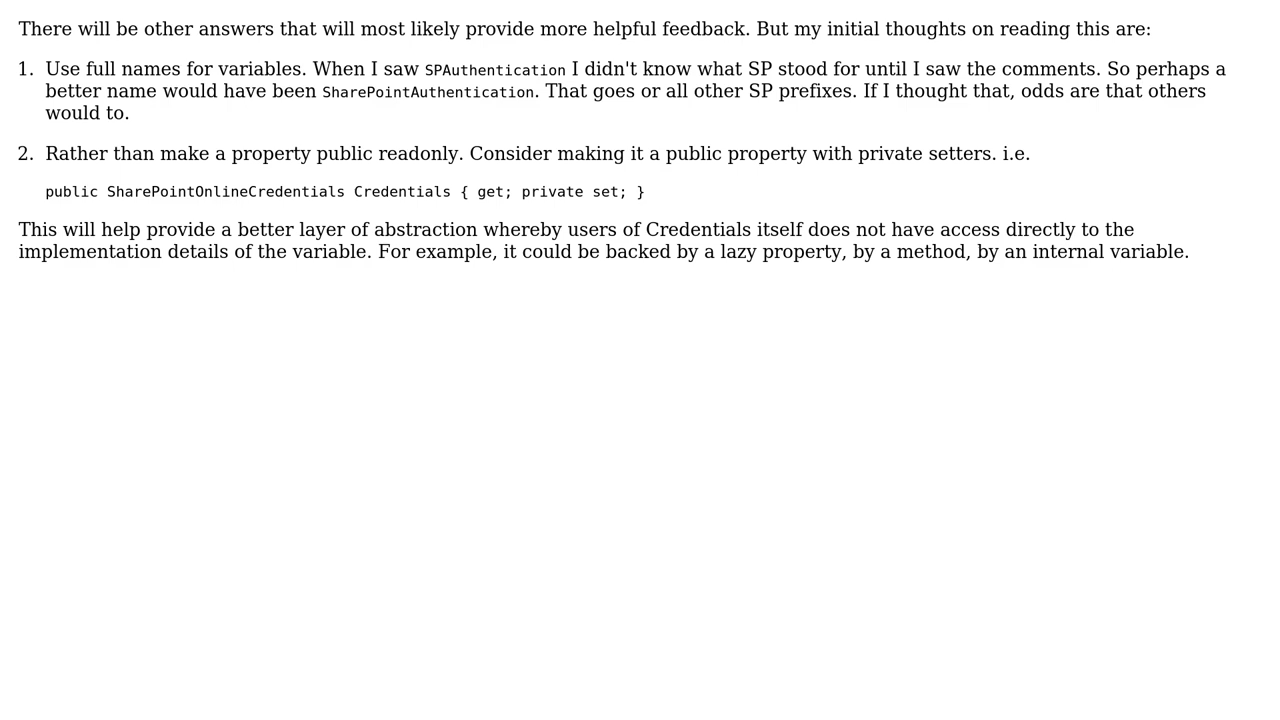 There will be other answers that will most likely provide more helpful feedback. But my initial thoughts on reading this are:
1. Use full names for variables. When I saw SPAuthentication I didn't know what SP stood for until I saw the comments. So perhaps a
better name would have been SharePointAuthentication. That goes or all other SP prefixes. If I thought that, odds are that others
would to.
2. Rather than make a property public readonly. Consider making it a public property with private setters. i.e.
public SharePointOnlineCredentials Credentials { get; private set; }
This will help provide a better layer of abstraction whereby users of Credentials itself does not have access directly to the
implementation details of the variable. For example, it could be backed by a lazy property, by a method, by an internal variable.